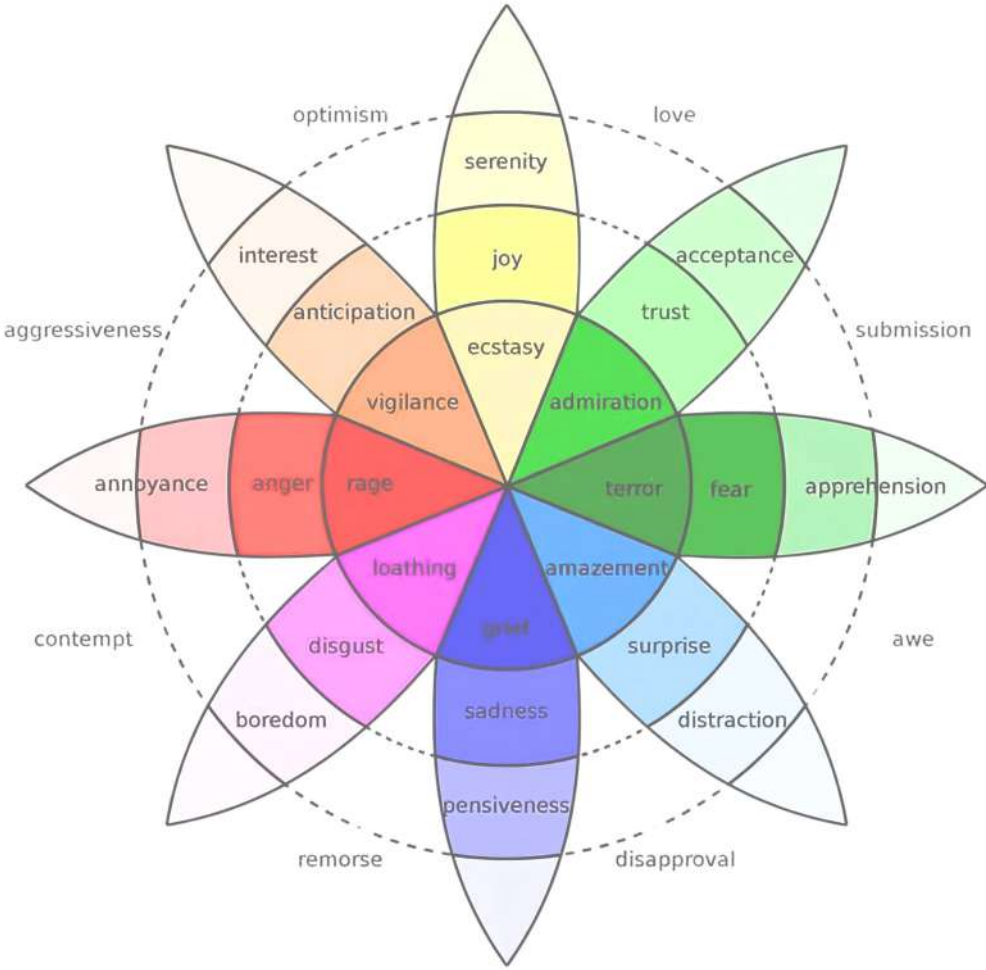 optimism
love
serenity
interest
acceptance
joy
anticipation
trust
aggressiveness
submission
ecstasy
vigilance
admiration
annoyance
anger
rage
terror
fear
apprehension
loathing
amazement
grief
contempt
disgust
surprise
awe
sadness
boredom
distraction
pensiveness
remorse
disapproval